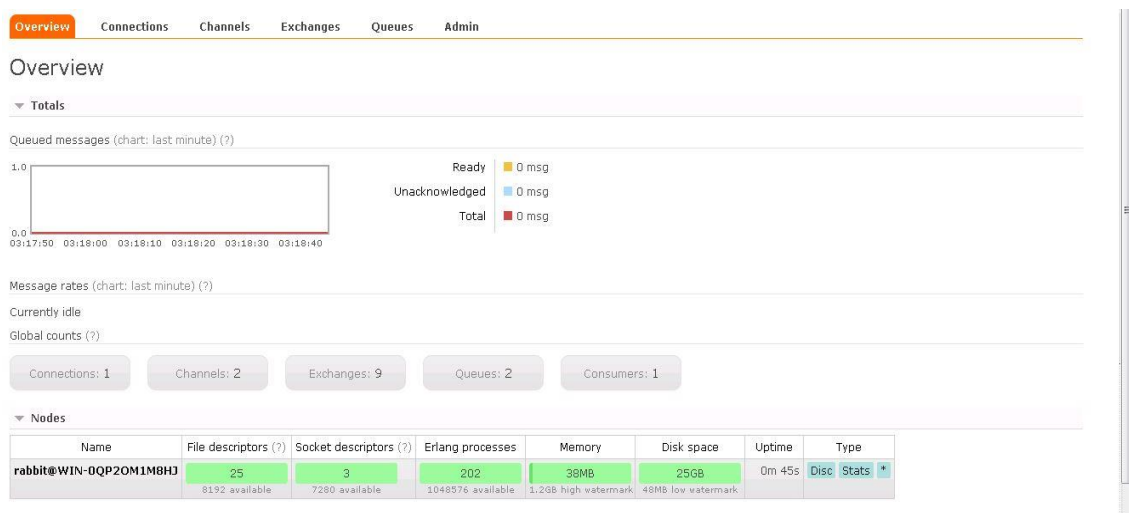 Overview Connections Channels Exchanges Queues Admin
Overview
Totals
Queued messages (chart: last minute) (?)
1.0
0.0
03:17:50 03:18:00 03:18:10 03:18:20 03:18:30 03:18:40
Ready 0 msg
Unacknowledged 0 msg
Total 0 msg
Message rates (chart: last minute) (?)
Currently idle
Global counts (?)
Connections: 1 Channels: 2 Exchanges: 9 Queues: 2 Consumers: 1
Nodes
Name File descriptors (?) Socket descriptors (?) Erlang processes Memory Disk space Uptime Type
rabbit@WIN-0QP2OM1M8HJ 25 3 202 38MB 25GB 0m 45s Disc Stats *
8192 available 7280 available 1048576 available 1.2GB high watermark 48MB low watermark